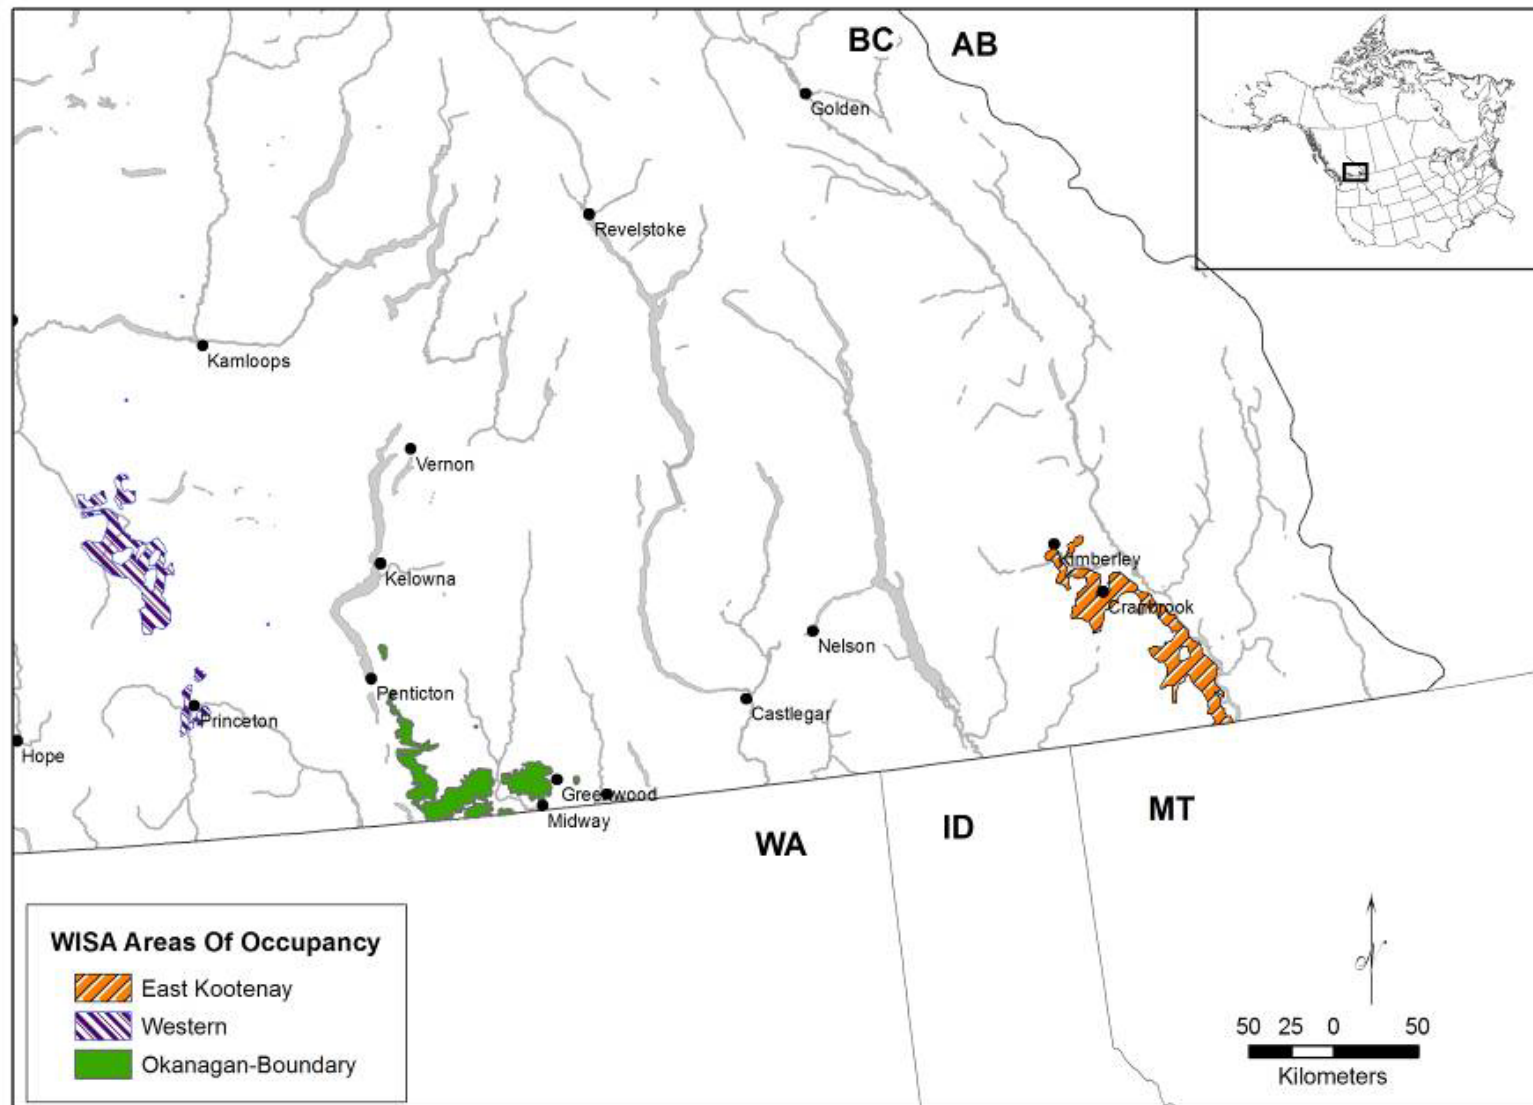 BC AB
Golden
Revelstoke
Kamloops
Vernon
Kelowna
Kimberley
Cranbrook
Nelson
Penticton
Castlegar
Princeton
Hope
Greenwood
Midway
WA
ID
MT
WISA Areas Of Occupancy
East Kootenay
Western
Okanagan-Boundary
50 25 0 50
Kilometers